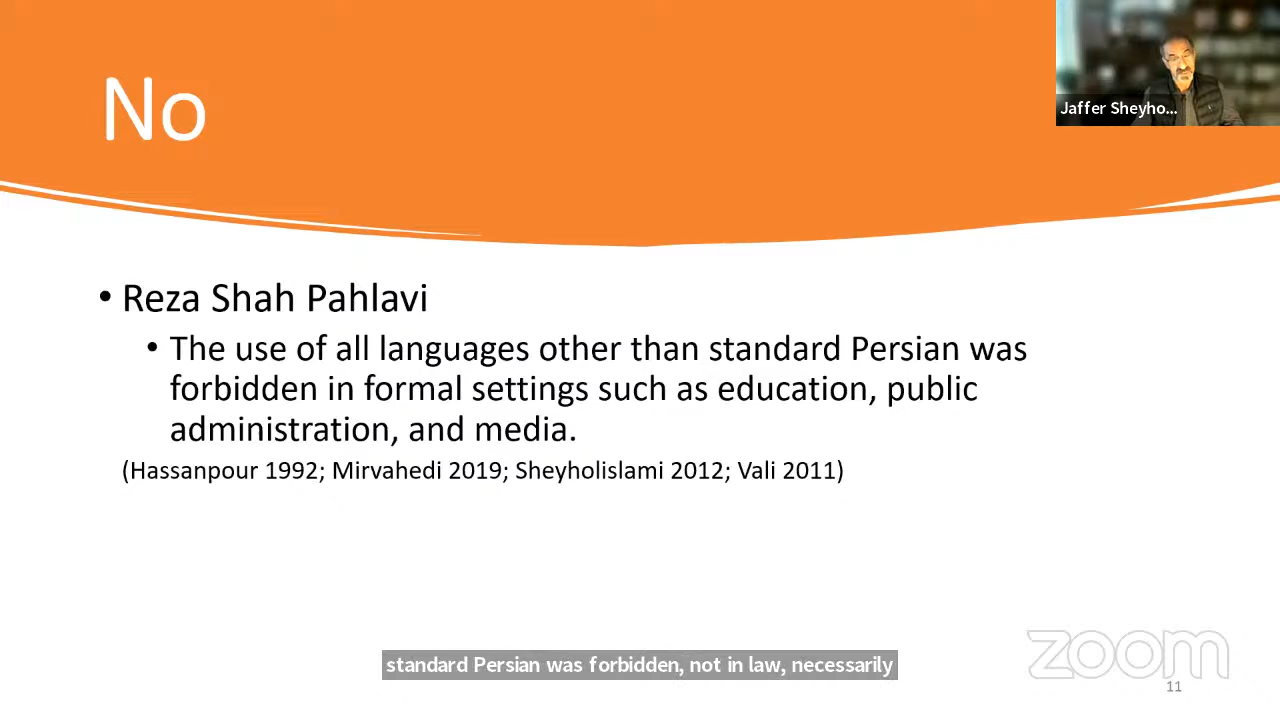 No
Jaffer Sheyho...
• Reza Shah Pahlavi
• The use of all languages other than standard Persian was
forbidden in formal settings such as education, public
administration, and media.
(Hassanpour 1992; Mirvahedi 2019; Sheyholislami 2012; Vali 2011)
standard Persian was forbidden, not in law, necessarily
zoom
11